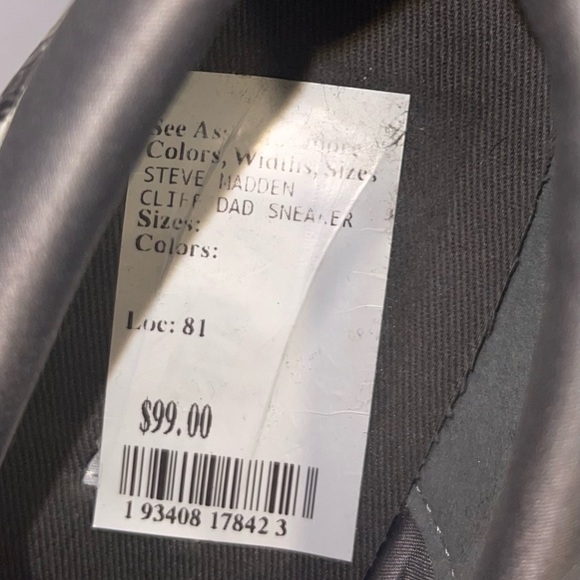 See As:
Colors, Widths, Sizes
STEVE MADDEN
CLIFF DAD SNEAKER
Sizes:
Colors:
Loc: 81
$99.00
1 93408 17842 3